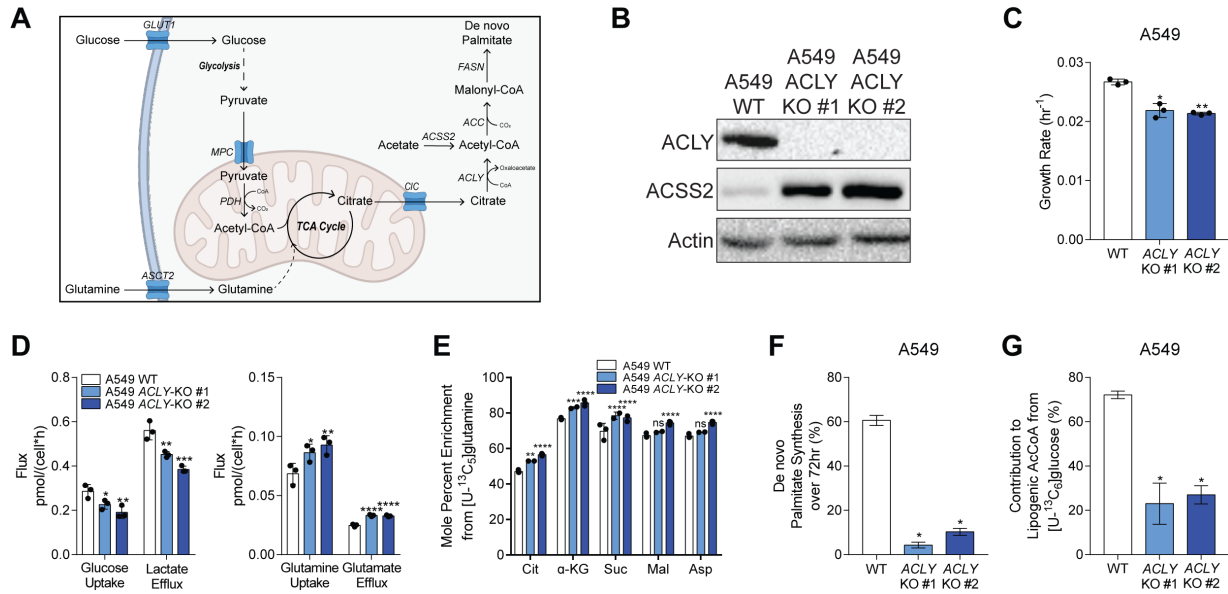 A
GLUT1
Glucose
Glucose
Glycolysis
Pyruvate
MPC
Pyruvate
PDH
CoA
CO₂
Acetyl-CoA
TCA Cycle
Citrate
CIC
Citrate
ACLY
Oxaloacetate
CoA
Acetate
ACSS2
Acetyl-CoA
ACC
CO₂
Malonyl-CoA
FASN
De novo
Palmitate
ASCT2
Glutamine
Glutamine
B
A549
WT
A549
ACLY
KO #1
A549
ACLY
KO #2
ACLY
ACSS2
Actin
C
A549
Growth Rate (hr⁻¹)
0.03
0.02
0.01
0.00
*
**
WT
ACLY
KO #1
ACLY
KO #2
D
A549 WT
A549 ACLY-KO #1
A549 ACLY-KO #2
Flux
pmol/(cell*h)
0.8
0.6
0.4
0.2
0.0
*
**
**
***
Glucose
Uptake
Lactate
Efflux
Flux
pmol/(cell*h)
0.15
0.10
0.05
0.00
*
**
****
****
Glutamine
Uptake
Glutamate
Efflux
E
A549 WT
A549 ACLY-KO #1
A549 ACLY-KO #2
Mole Percent Enrichment
from [U-¹³C₅]glutamine
100
80
60
40
20
0
**
****
***
****
****
****
ns
****
ns
****
Cit
α-KG
Suc
Mal
Asp
F
A549
De novo
Palmitate Synthesis
over 72hr (%)
80
60
40
20
0
*
*
WT
ACLY
KO #1
ACLY
KO #2
G
A549
Contribution to
Lipogenic AcCOA from
[U-¹³C₆]glucose (%)
80
60
40
20
0
*
*
WT
ACLY
KO #1
ACLY
KO #2